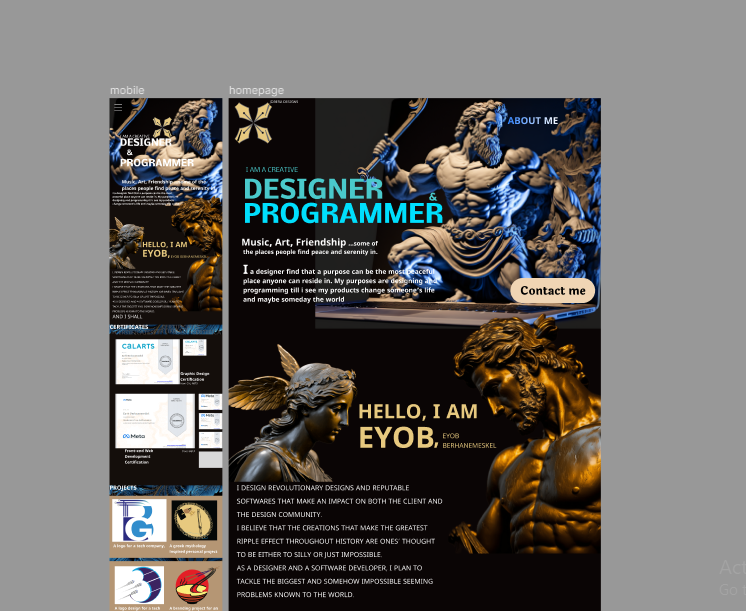 mobile
homepage
I AM A CREATIVE
DESIGNER
&
PROGRAMMER
Music, Art, Friendship ...some of the
places people find peace and serenity in.
HELLO, I AM
EYOB,
EYOB BERHANEMESKEL
AND I SHALL
CERTIFICATES
CALARTS
Graphic Design
Certification
Meta
Front-end Web
Development
Certification
PROJECTS
A logo for a tech company,
A greek mythology
inspired personal project
A logo design for a tech
A branding project for an
DESIGNS
ABOUT ME
I AM A CREATIVE
DESIGNER
&
PROGRAMMER
Music, Art, Friendship ...some of
the places people find peace and serenity in.
I a designer find that a purpose can be the most peaceful
place anyone can reside in. My purposes are designing and
programming till i see my products change someone's life
and maybe someday the world
Contact me
HELLO, I AM
EYOB,
EYOB
BERHANEMESKEL
I DESIGN REVOLUTIONARY DESIGNS AND REPUTABLE
SOFTWARES THAT MAKE AN IMPACT ON BOTH THE CLIENT AND
THE DESIGN COMMUNITY.
I BELIEVE THAT THE CREATIONS THAT MAKE THE GREATEST
RIPPLE EFFECT THROUGHOUT HISTORY ARE ONES' THOUGHT
TO BE EITHER TO SILLY OR JUST IMPOSSIBLE.
AS A DESIGNER AND A SOFTWARE DEVELOPER, I PLAN TO
TACKLE THE BIGGEST AND SOMEHOW IMPOSSIBLE SEEMING
PROBLEMS KNOWN TO THE WORLD.